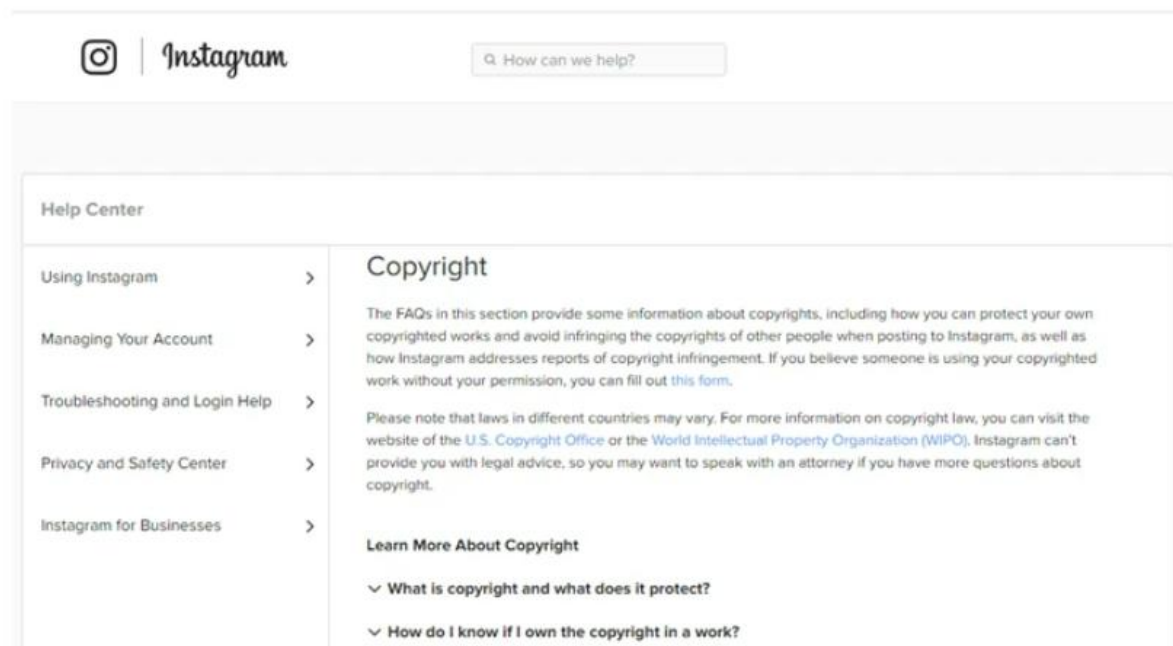 Instagram
How can we help?
Help Center
Using Instagram
Managing Your Account
Troubleshooting and Login Help
Privacy and Safety Center
Instagram for Businesses
Copyright
The FAQs in this section provide some information about copyrights, including how you can protect your own
copyrighted works and avoid infringing the copyrights of other people when posting to Instagram, as well as
how Instagram addresses reports of copyright infringement. If you believe someone is using your copyrighted
work without your permission, you can fill out this form.
Please note that laws in different countries may vary. For more information on copyright law, you can visit the
website of the U.S. Copyright Office or the World Intellectual Property Organization (WIPO). Instagram can't
provide you with legal advice, so you may want to speak with an attorney if you have more questions about
copyright.
Learn More About Copyright
What is copyright and what does it protect?
How do I know if I own the copyright in a work?